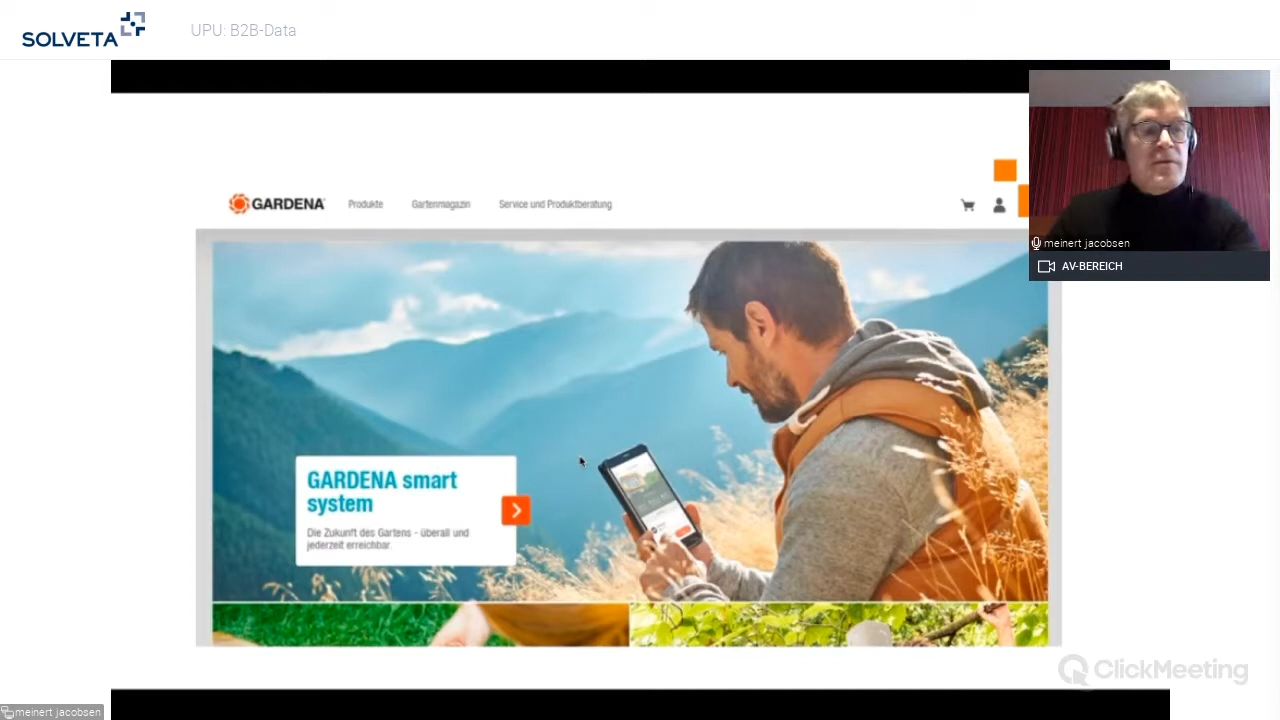 SOLVETA
UPU: B2B-Data
GARDENA
Produkte
Gartenmagazin
Service und Produktberatung
meinert jacobsen
AV-BEREICH
GARDENA smart
system
Die Zukunft des Gartens - überall und
jederzeit erreichbar.
ClickMeeting
meinert jacobsen